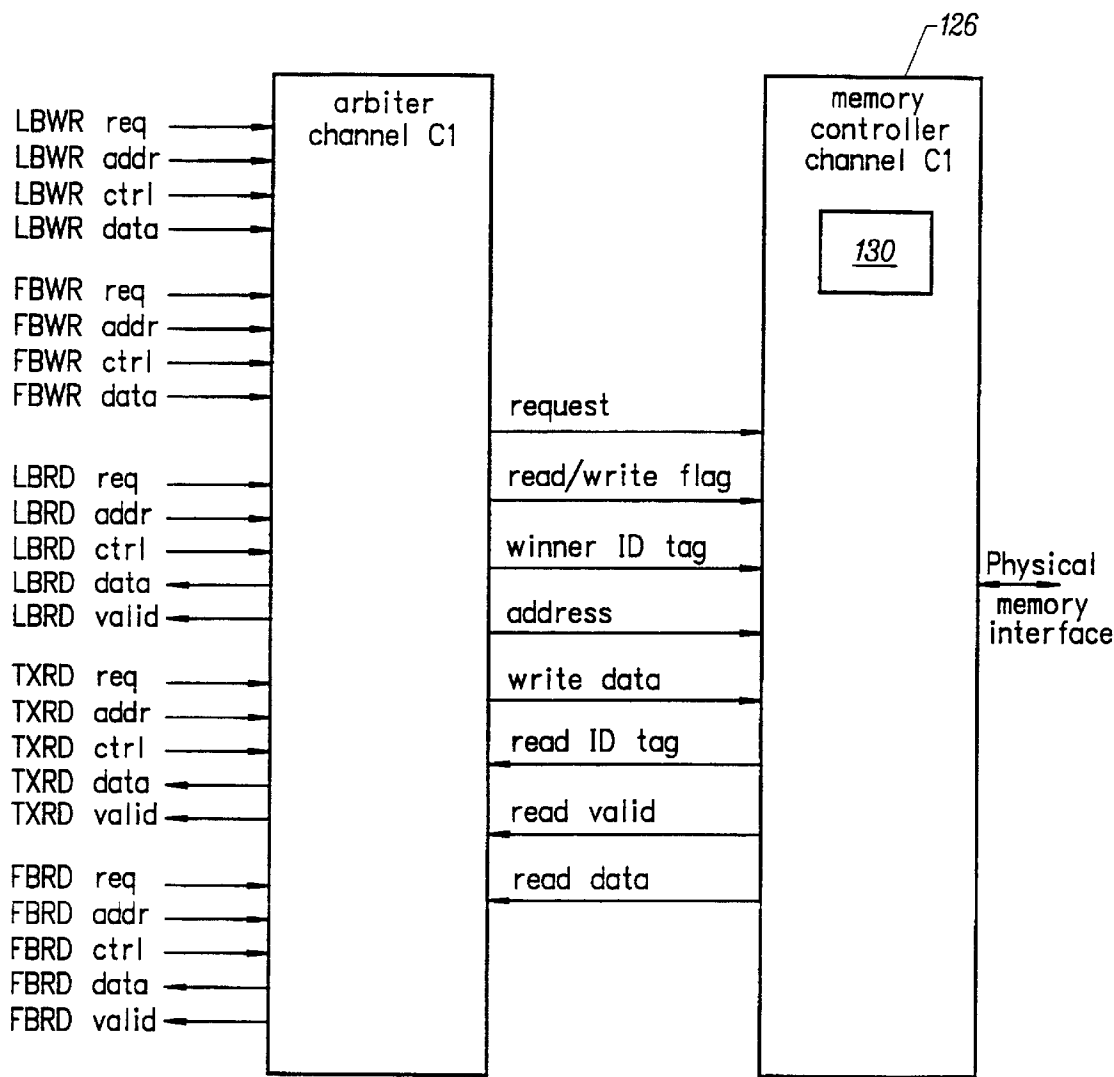 126
arbiter
channel C1
memory
controller
channel C1
130
LBWR req
LBWR addr
LBWR ctrl
LBWR data
FBWR req
FBWR addr
FBWR ctrl
FBWR data
LBRD req
LBRD addr
LBRD ctrl
LBRD data
LBRD valid
TXRD req
TXRD addr
TXRD ctrl
TXRD data
TXRD valid
FBRD req
FBRD addr
FBRD ctrl
FBRD data
FBRD valid
request
read/write flag
winner ID tag
address
write data
read ID tag
read valid
read data
Physical
memory
interface